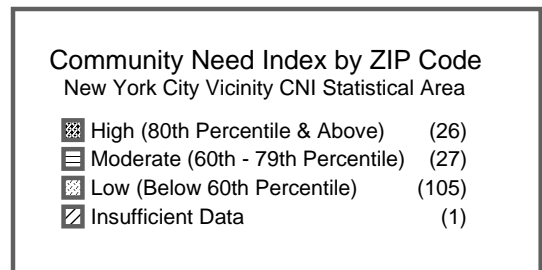 Community Need Index by ZIP Code
New York City Vicinity CNI Statistical Area
High (80th Percentile & Above) (26)
Moderate (60th - 79th Percentile) (27)
Low (Below 60th Percentile) (105)
Insufficient Data (1)